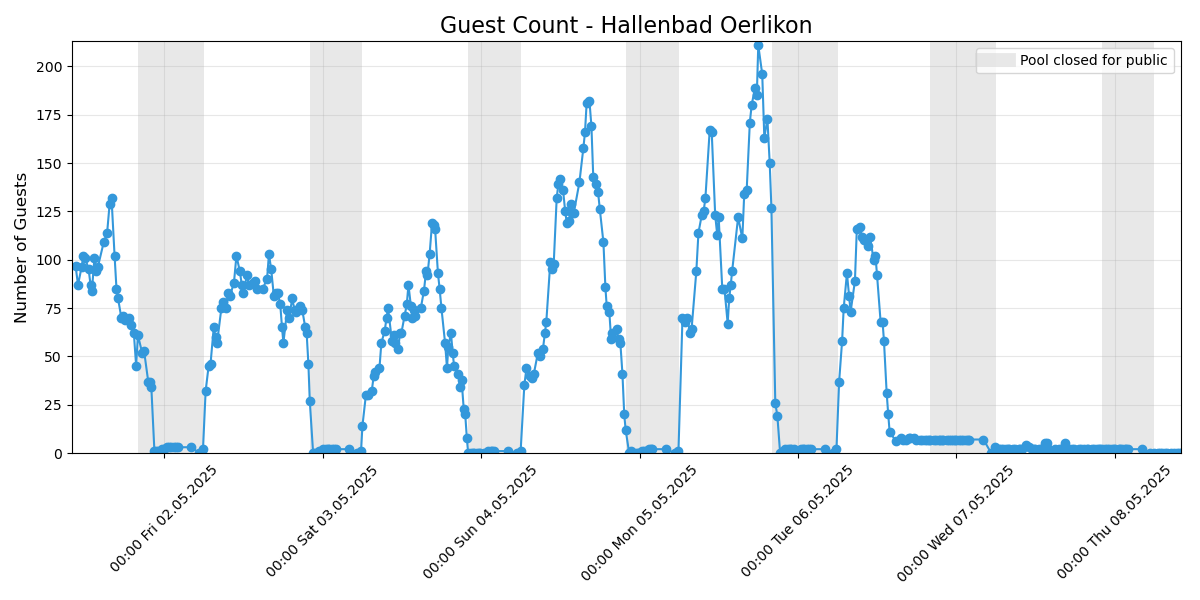 Guest Count - Hallenbad Oerlikon
Pool closed for public
Number of Guests
200
175
150
125
100
75
50
25
0
00:00 Fri 02.05.2025
00:00 Sat 03.05.2025
00:00 Sun 04.05.2025
00:00 Mon 05.05.2025
00:00 Tue 06.05.2025
00:00 Wed 07.05.2025
00:00 Thu 08.05.2025